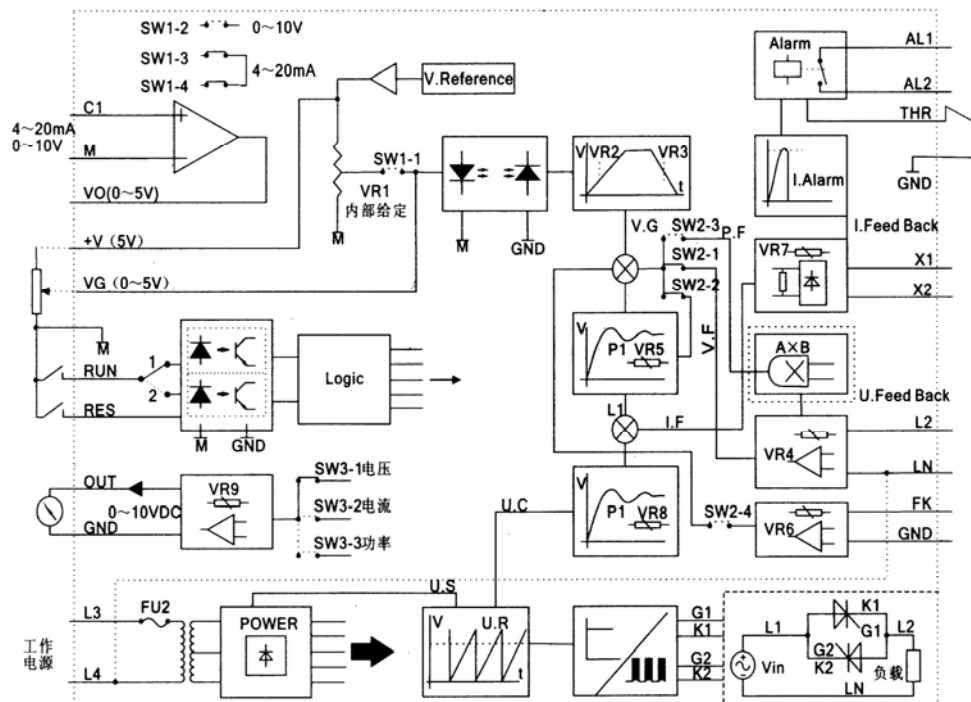 SW1-2 0～10V
SW1-3
4～20mA
SW1-4
V.Reference
Alarm
AL1
AL2
THR
C1
4～20mA
0～10V
M
VO(0～5V)
SW1-1
VR1
内部给定
M
M
GND
V VR2 VR3
t
I.Alarm
GND
I.Feed Back
+V（5V）
VG（0～5V）
M
V.G
SW2-3
P.F
SW2-1
SW2-2
V.F
VR7
X1
X2
RUN
1
2
RES
M GND
Logic
V
P1
VR5
A×B
U.Feed Back
L1
I.F
L2
VR4
LN
OUT
0～10VDC
GND
VR9
SW3-1电压
SW3-2电流
SW3-3功率
U.C
V
P1
VR8
SW2-4
VR6
FK
GND
U.S
L3
FU2
工作
电源
L4
POWER
V U.R
t
G1
K1
G2
K2
L1
K1
G1
L2
G2
K2
Vin
LN
负载